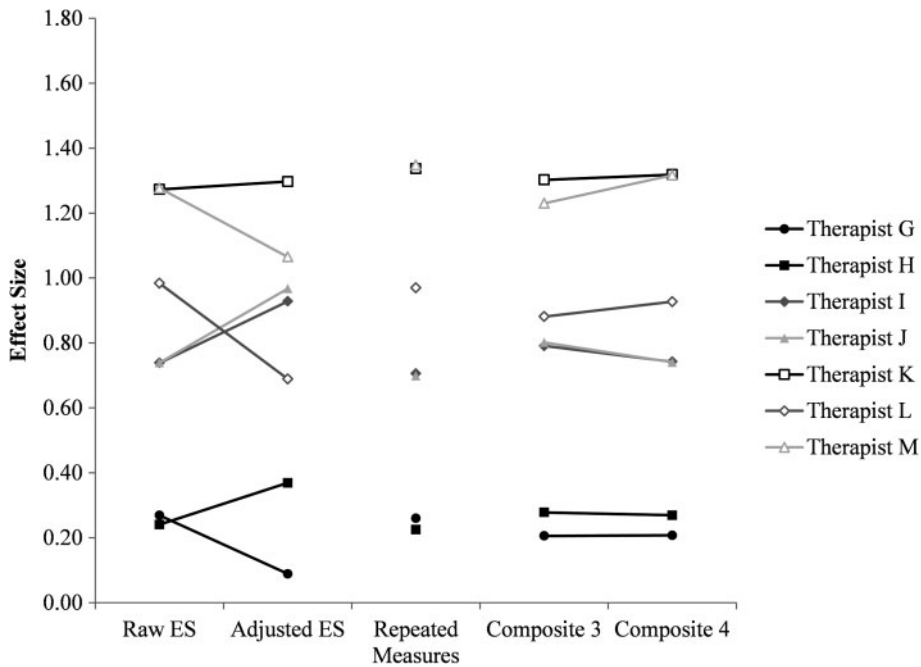 1.80
1.60
1.40
1.20
1.00
0.80
0.60
0.40
0.20
0.00
Effect Size
Raw ES
Adjusted ES
Repeated
Measures
Composite 3
Composite 4
Therapist G
Therapist H
Therapist I
Therapist J
Therapist K
Therapist L
Therapist M